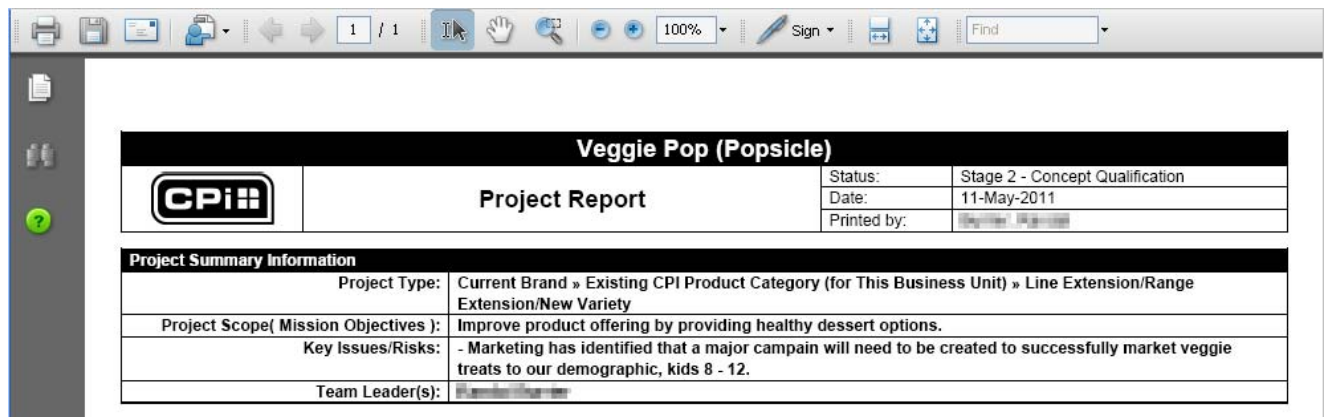 1 / 1
100%
Sign
Find
Veggie Pop (Popsicle)
CPi
Project Report
Status: Stage 2 - Concept Qualification
Date: 11-May-2011
Printed by:
Project Summary Information
Project Type: Current Brand » Existing CPI Product Category (for This Business Unit) » Line Extension/Range
Extension/New Variety
Project Scope( Mission Objectives ): Improve product offering by providing healthy dessert options.
Key Issues/Risks: - Marketing has identified that a major campain will need to be created to successfully market veggie
treats to our demographic, kids 8 - 12.
Team Leader(s):